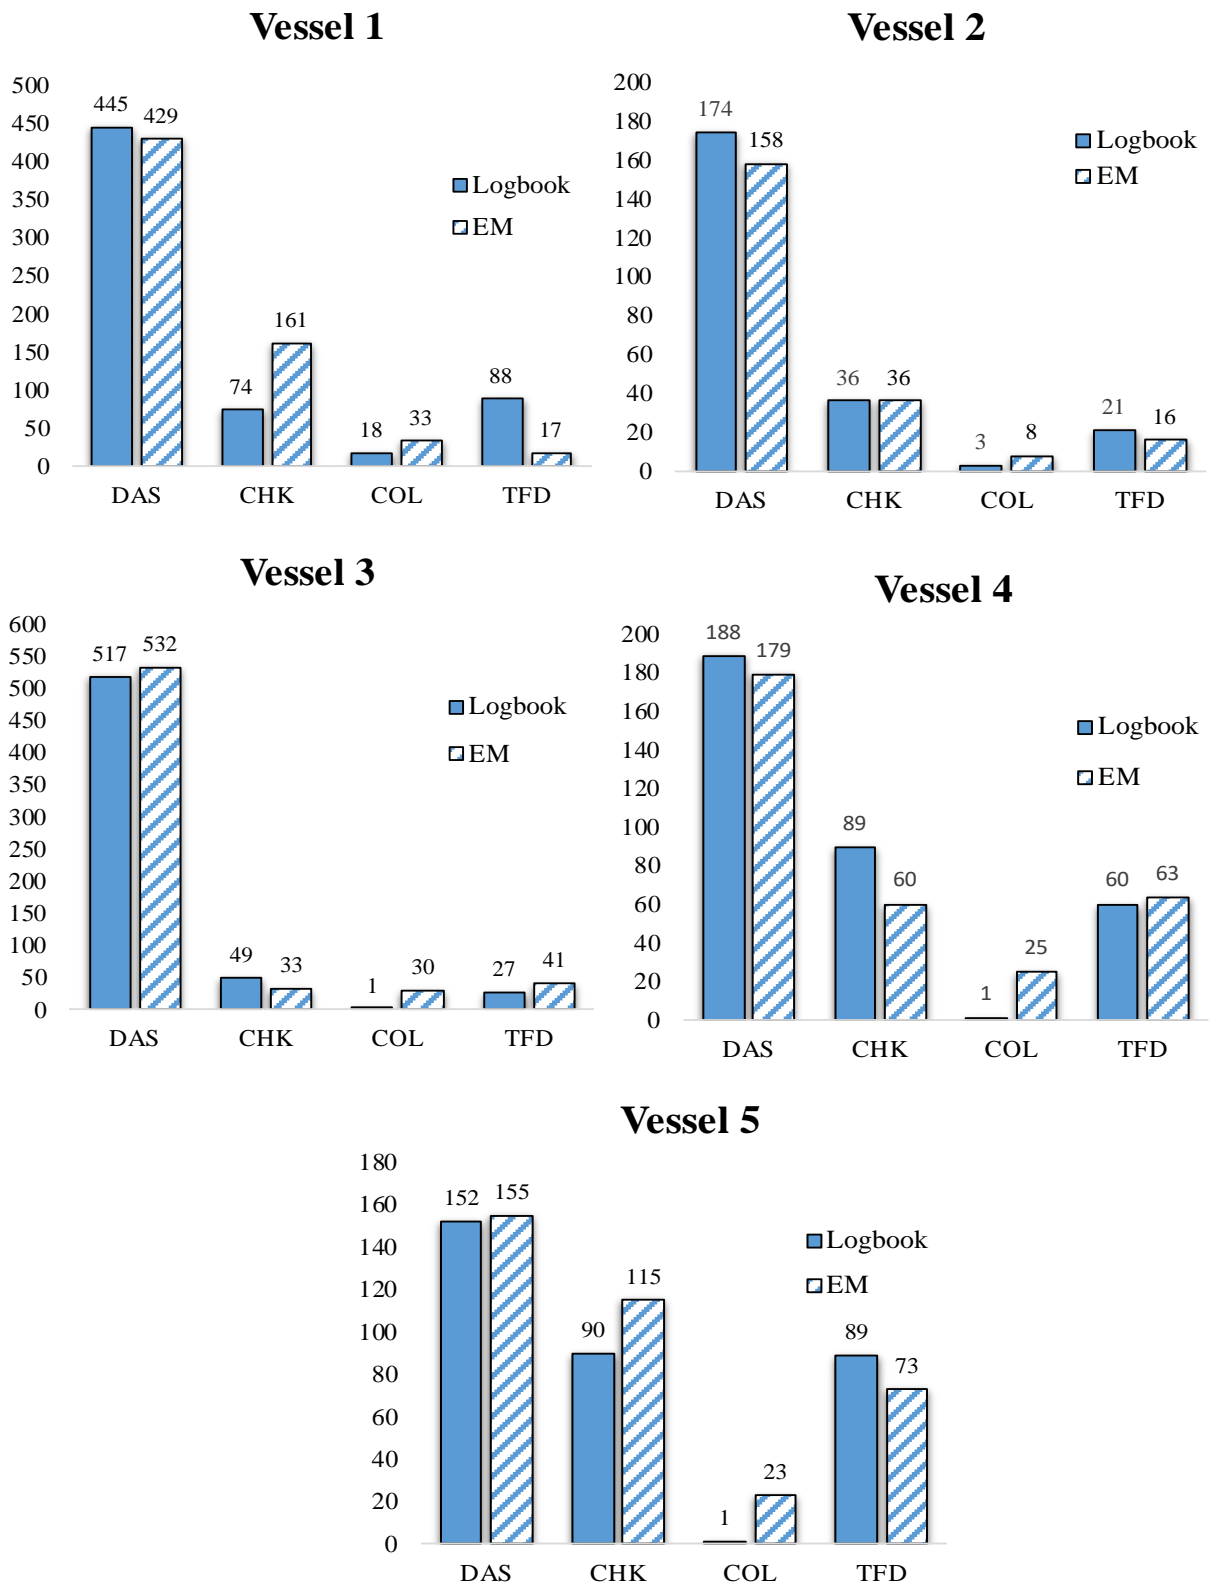 Vessel 1
500
450
400
350
300
250
200
150
100
50
0
445
429
74
161
18
33
88
17
DAS
CHK
COL
TFD
Logbook
EM
Vessel 2
200
180
160
140
120
100
80
60
40
20
0
174
158
36
36
3
8
21
16
DAS
CHK
COL
TFD
Logbook
EM
Vessel 3
600
550
500
450
400
350
300
250
200
150
100
50
0
517
532
49
33
1
30
27
41
DAS
CHK
COL
TFD
Logbook
EM
Vessel 4
200
180
160
140
120
100
80
60
40
20
0
188
179
89
60
1
25
60
63
DAS
CHK
COL
TFD
Logbook
EM
Vessel 5
180
160
140
120
100
80
60
40
20
0
152
155
90
115
1
23
89
73
DAS
CHK
COL
TFD
Logbook
EM